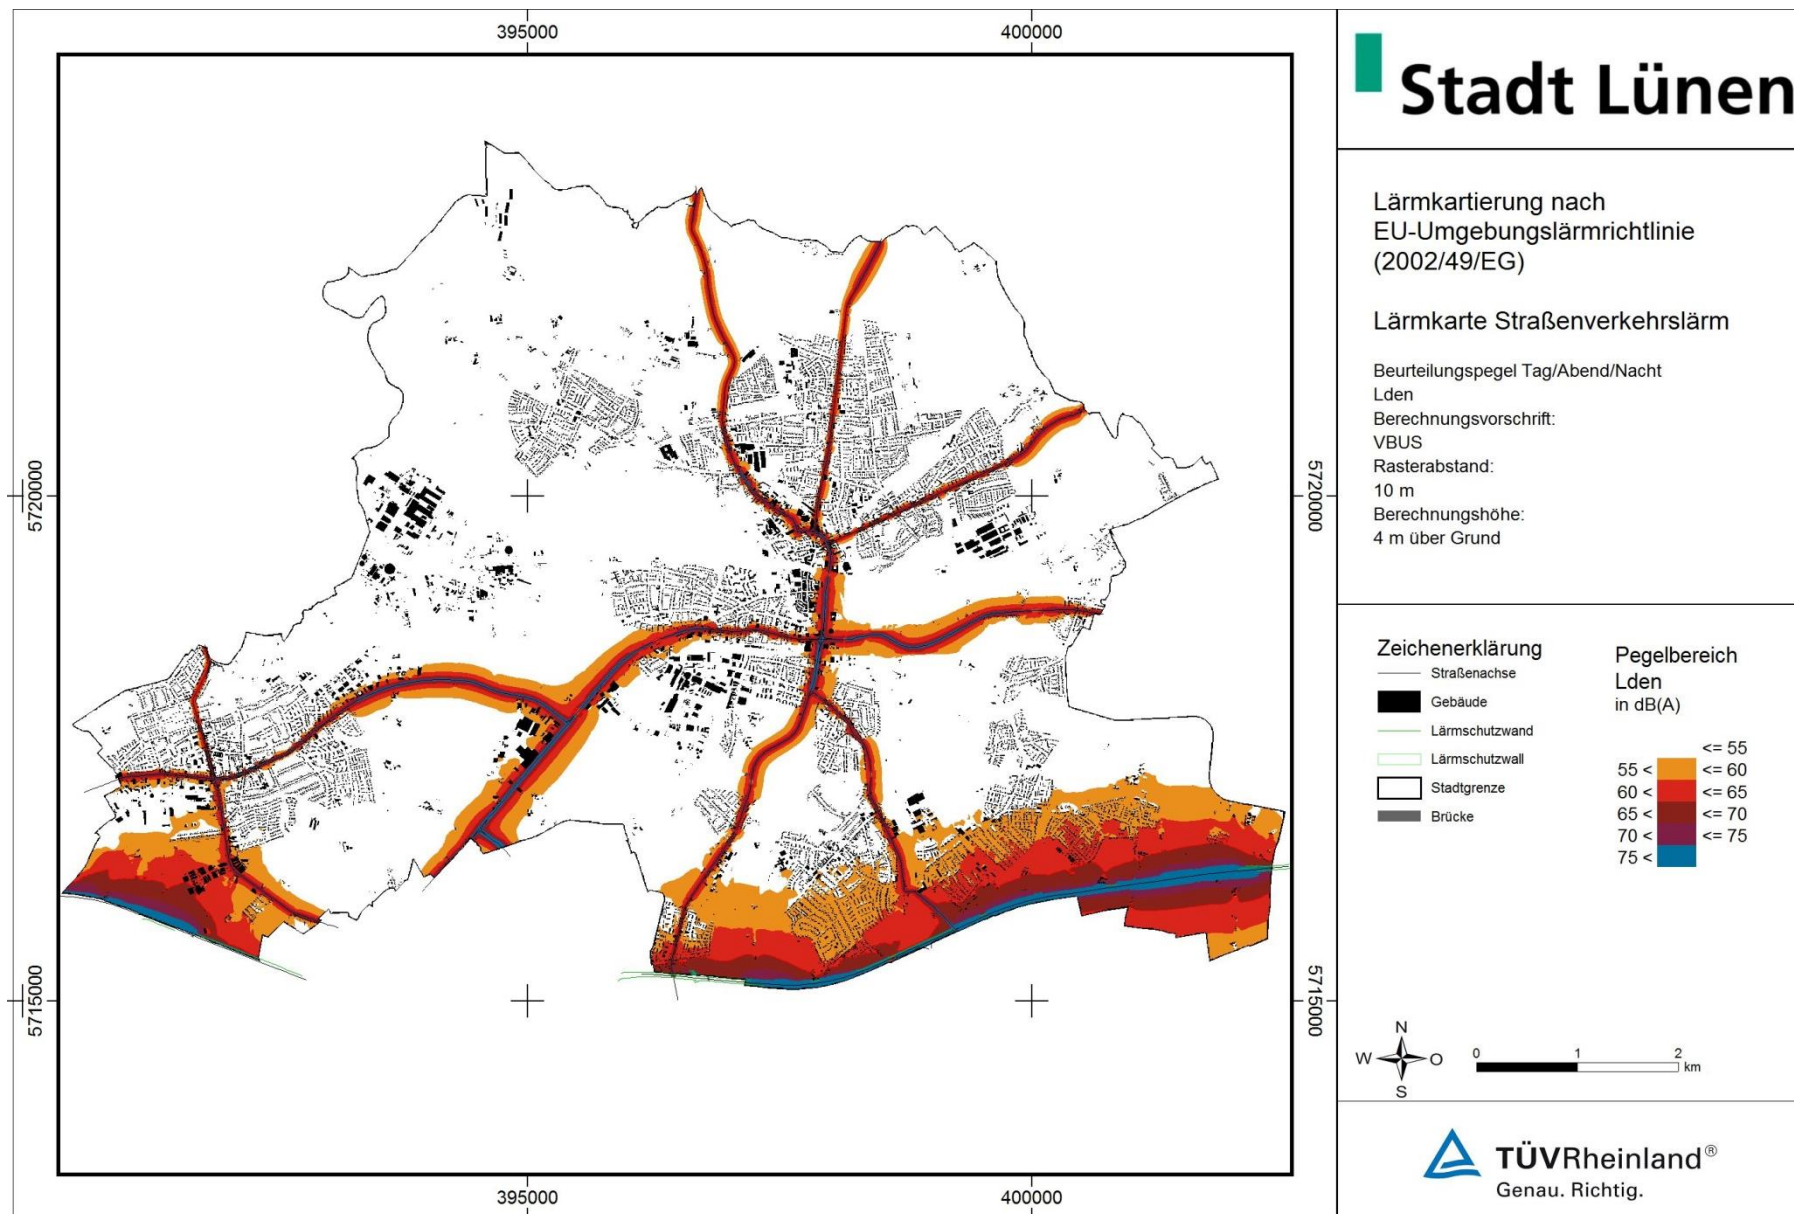 395000
400000
5720000
5720000
5715000
5715000
395000
400000
Stadt Lünen
Lärmkartierung nach
EU-Umgebungslärmrichtlinie
(2002/49/EG)
Lärmkarte Straßenverkehrslärm
Beurteilungspegel Tag/Abend/Nacht
Lden
Berechnungsvorschrift:
VBUS
Rasterabstand:
10 m
Berechnungshöhe:
4 m über Grund
Zeichenerklärung
Straßenachse
Gebäude
Lärmschutzwand
Lärmschutzwall
Stadtgrenze
Brücke
Pegelbereich
Lden
in dB(A)
<= 55
55 < <= 60
60 < <= 65
65 < <= 70
70 < <= 75
75 <
N
W O
S
0 1 2
km
TÜVRheinland®
Genau. Richtig.